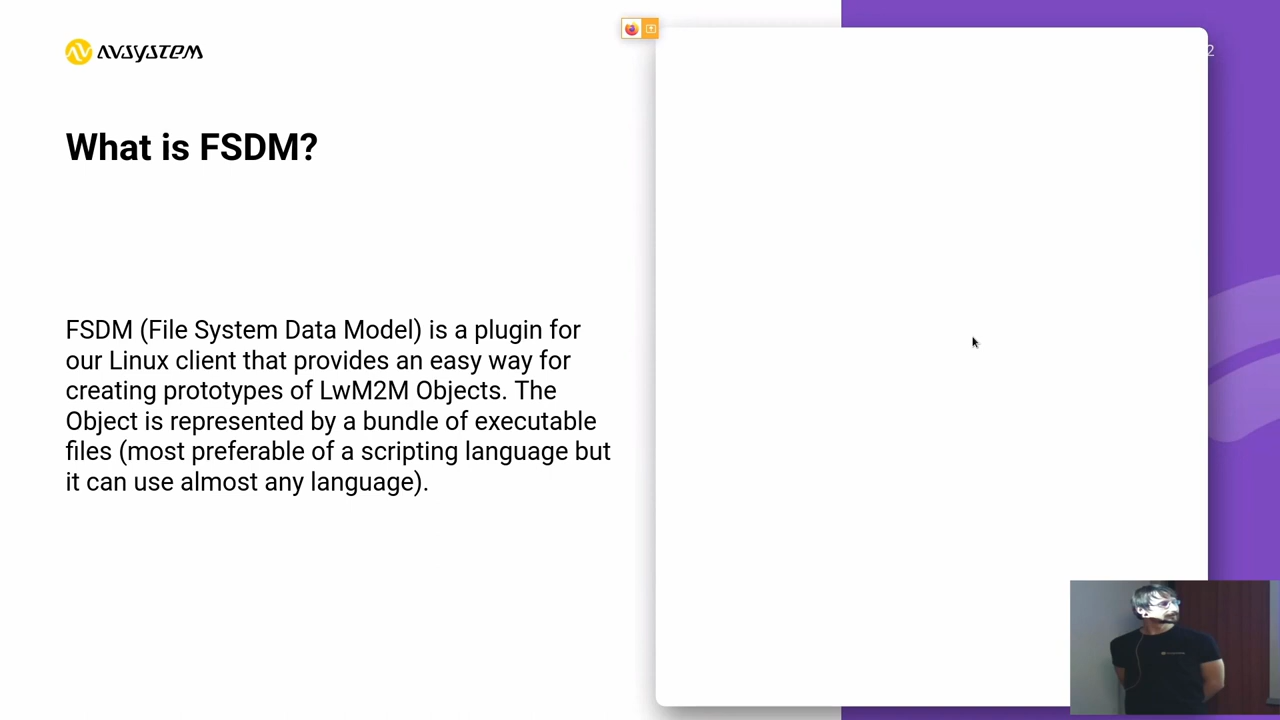 AVSYSTEM
2
What is FSDM?
FSDM (File System Data Model) is a plugin for
our Linux client that provides an easy way for
creating prototypes of LwM2M Objects. The
Object is represented by a bundle of executable
files (most preferable of a scripting language but
it can use almost any language).